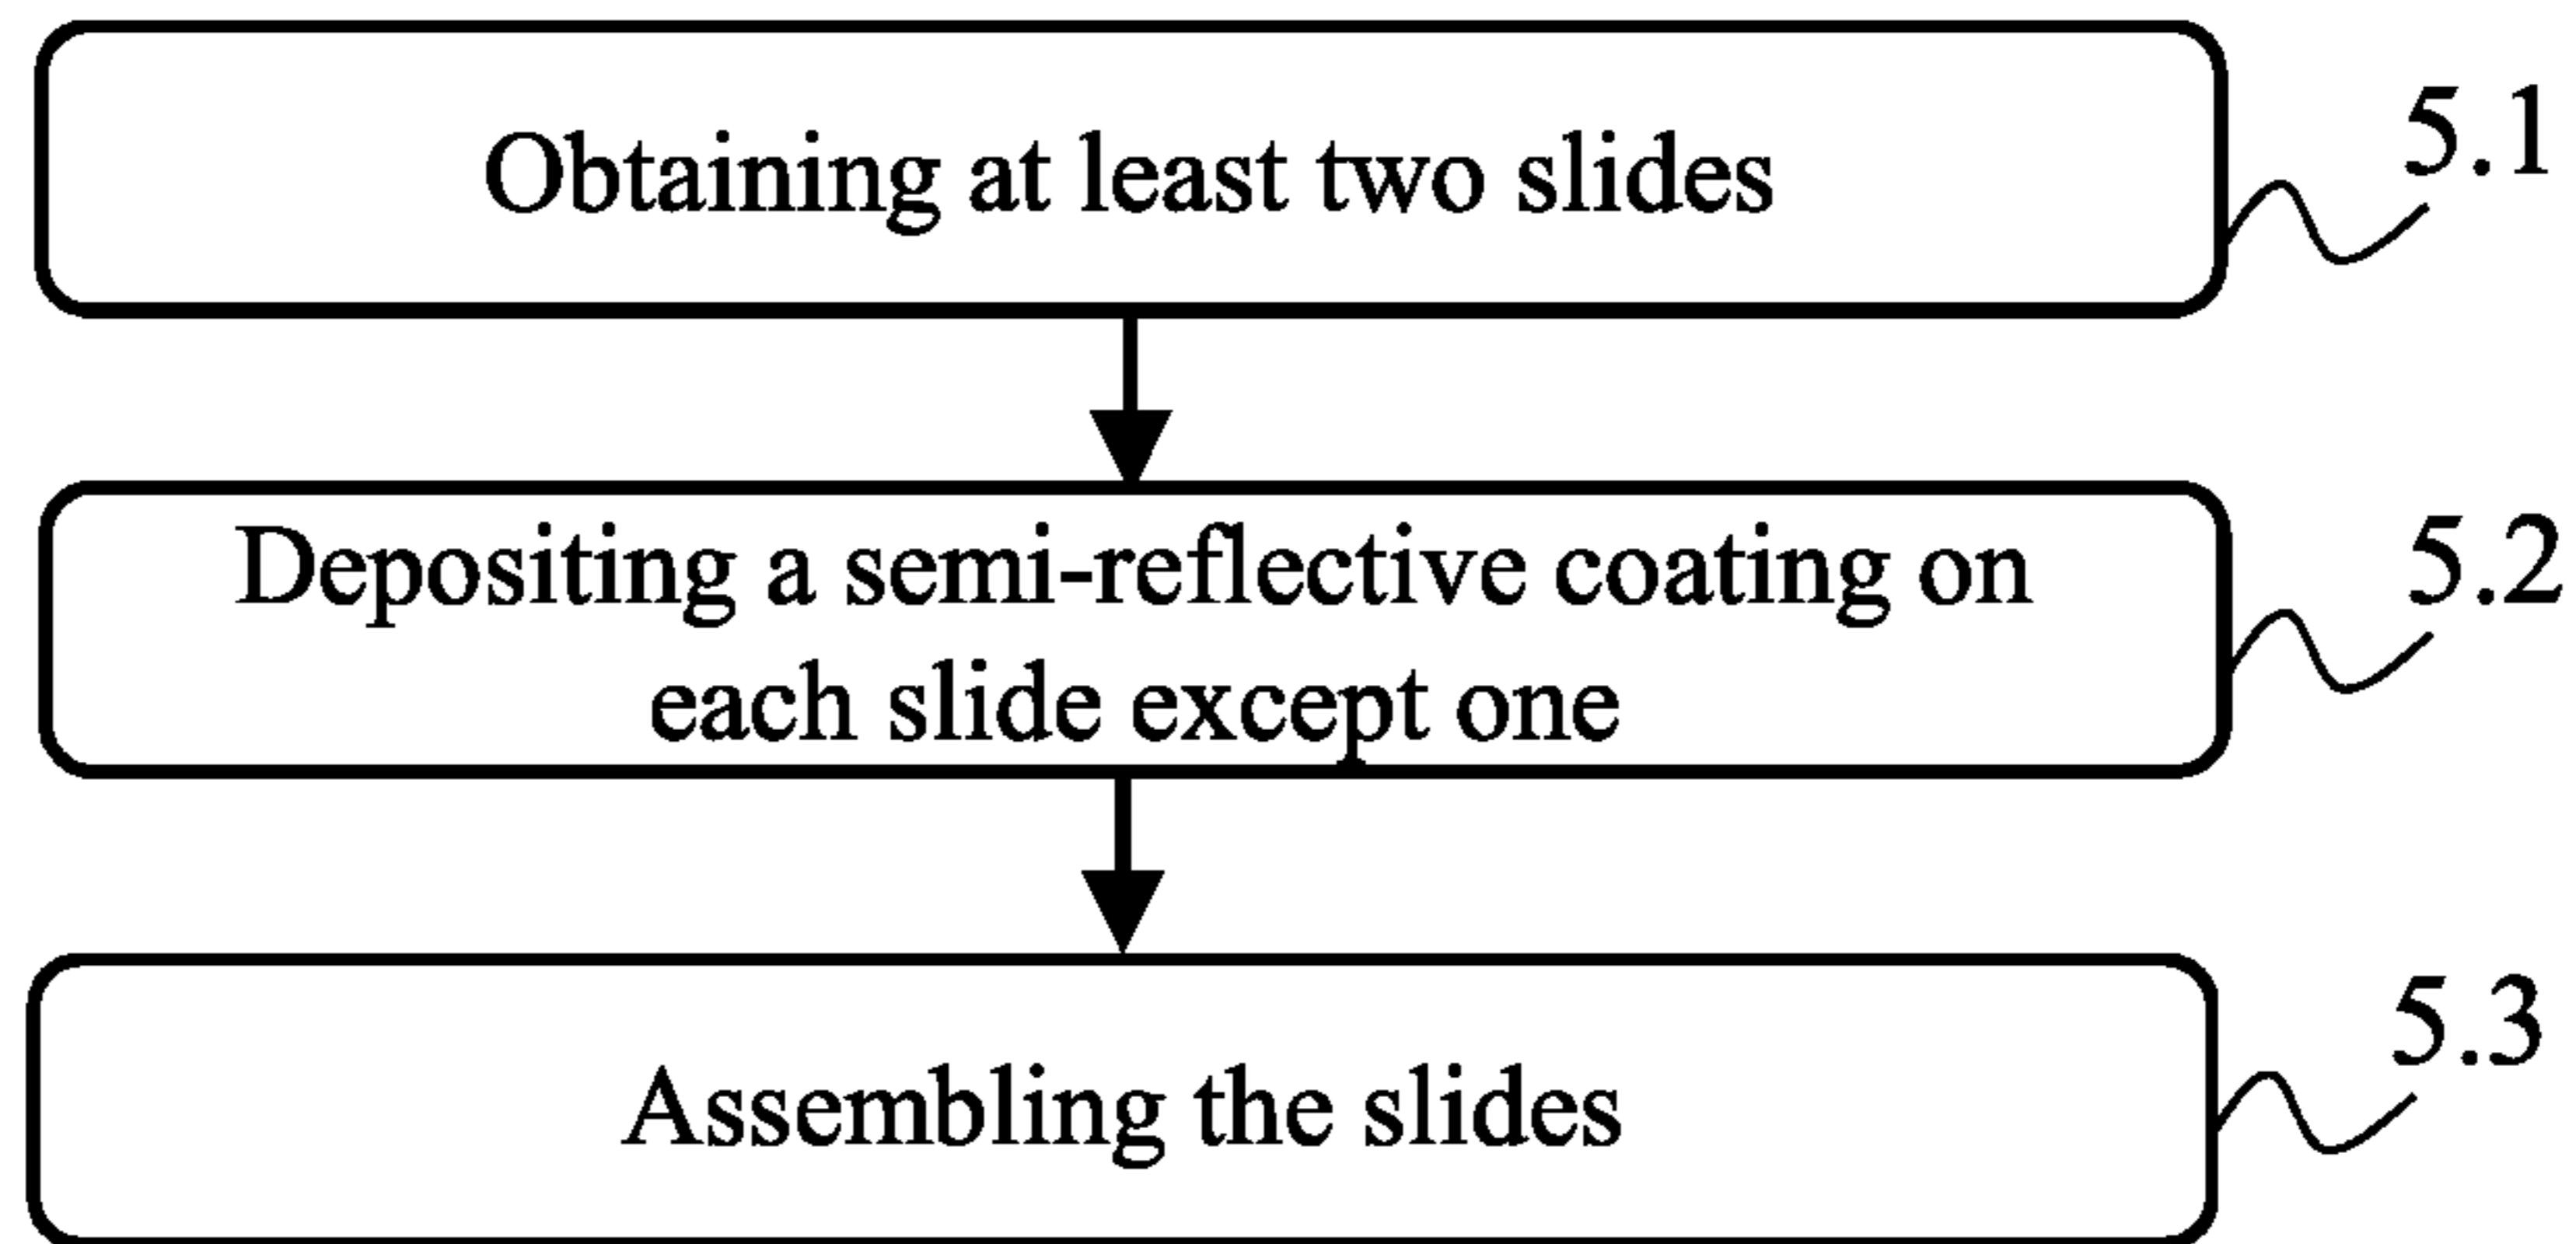 Obtaining at least two slides
5.1
Depositing a semi-reflective coating on
each slide except one
5.2
Assembling the slides
5.3